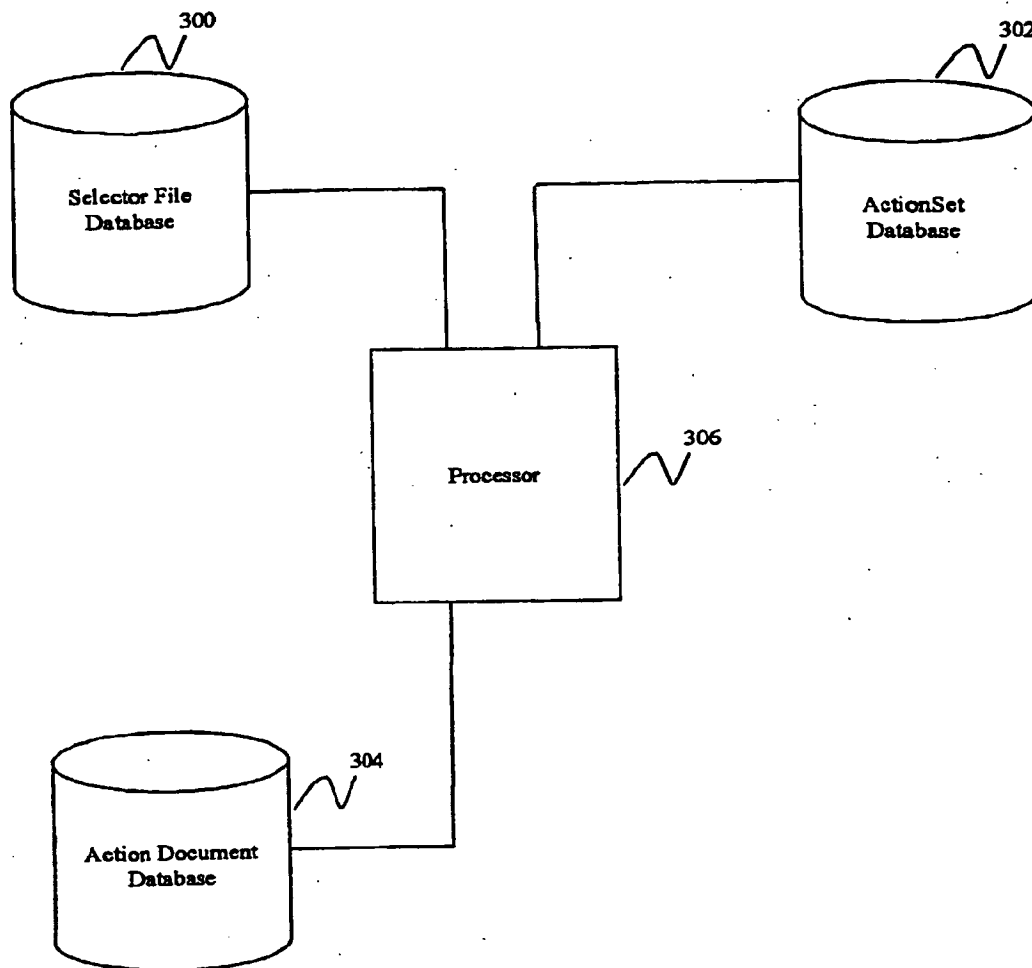 300
302
Selector File
Database
ActionSet
Database
306
Processor
304
Action Document
Database